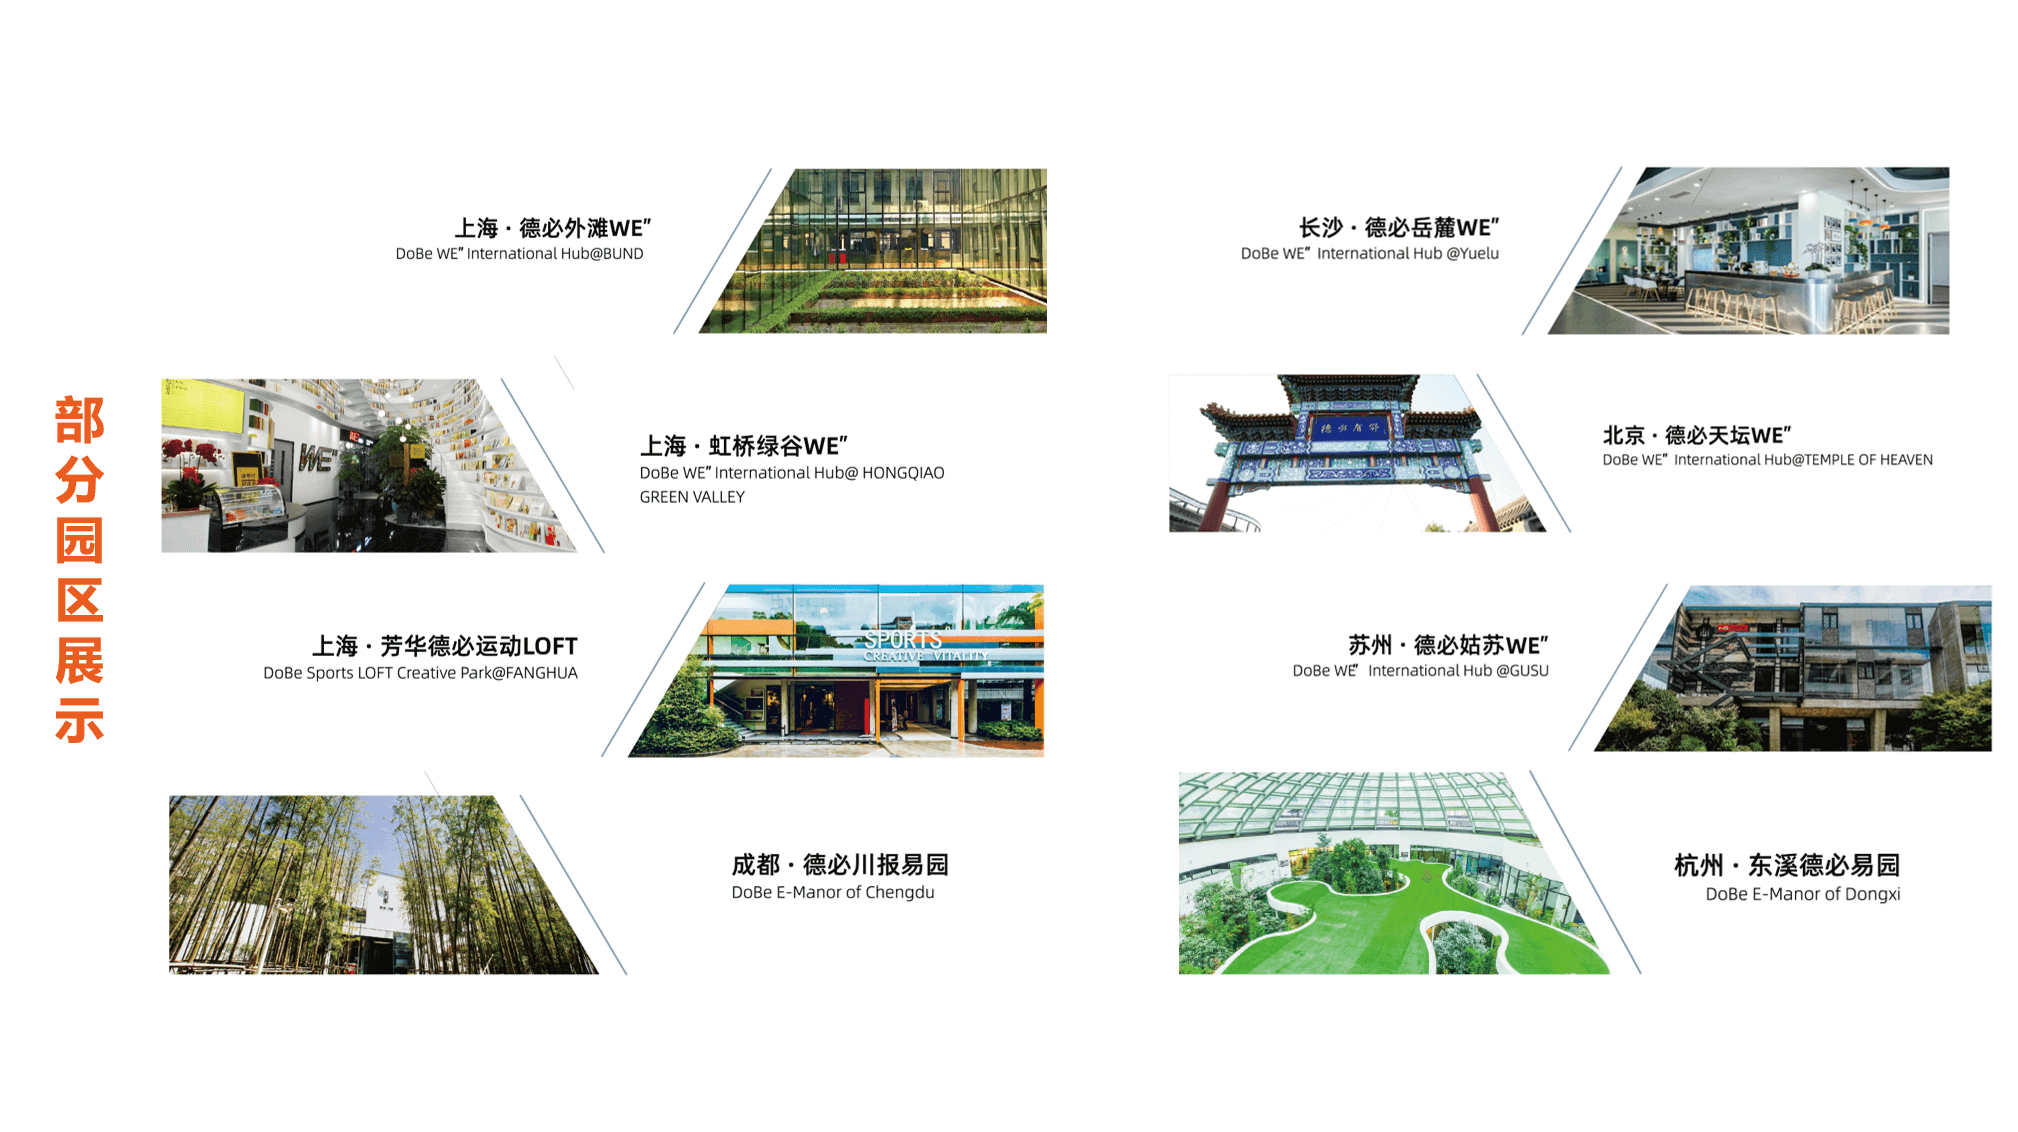 部分园区展示
上海·德必外滩WE"
DoBe WE" International Hub@BUND
上海·虹桥绿谷WE"
DoBe WE" International Hub@ HONGQIAO
GREEN VALLEY
WE"
上海·芳华德必运动LOFT
DoBe Sports LOFT Creative Park@FANGHUA
SPORTS
CREATIVE VITALITY
成都·德必川报易园
DoBe E-Manor of Chengdu
长沙·德必岳麓WE"
DoBe WE" International Hub @Yuelu
德必有邻
北京·德必天坛WE"
DoBe WE" International Hub@TEMPLE OF HEAVEN
苏州·德必姑苏WE"
DoBe WE" International Hub @GUSU
杭州·东溪德必易园
DoBe E-Manor of Dongxi